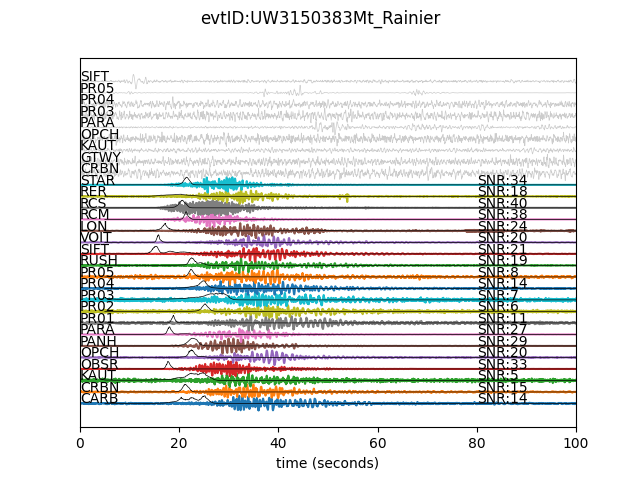 evtID:UW3150383Mt_Rainier
SIFT
PR05
PR04
PR03
PARA
OPCH
KAUT
GTWY
CRBN
STAR SNR:34
RER SNR:18
RCS SNR:40
RCM SNR:38
LON SNR:24
VOIT SNR:20
SIFT SNR:21
RUSH SNR:19
PR05 SNR:8
PR04 SNR:14
PR03 SNR:7
PR02 SNR:6
PR01 SNR:11
PARA SNR:27
PANH SNR:29
OPCH SNR:20
OBSR SNR:33
KAUT SNR:5
CRBN SNR:15
CARB SNR:14
0 20 40 60 80 100
time (seconds)